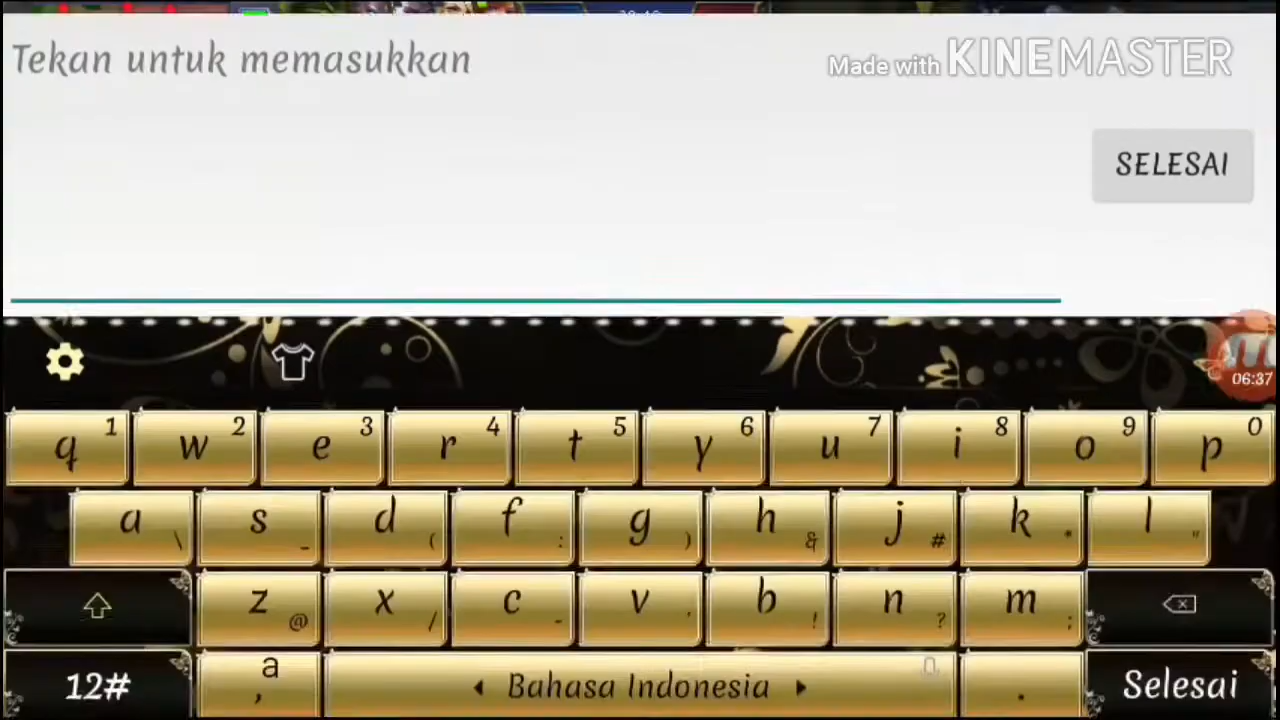 Tekan untuk memasukkan
Made with KINEMASTER
SELESAI
06:37
q 1 w 2 e 3 r 4 t 5 y 6 u 7 i 8 o 9 p 0
a \ s _ d ( f : g ) h & j # k * l "
z @ x / c - v ' b ! n ? m ;
12# a , Bahasa Indonesia . Selesai